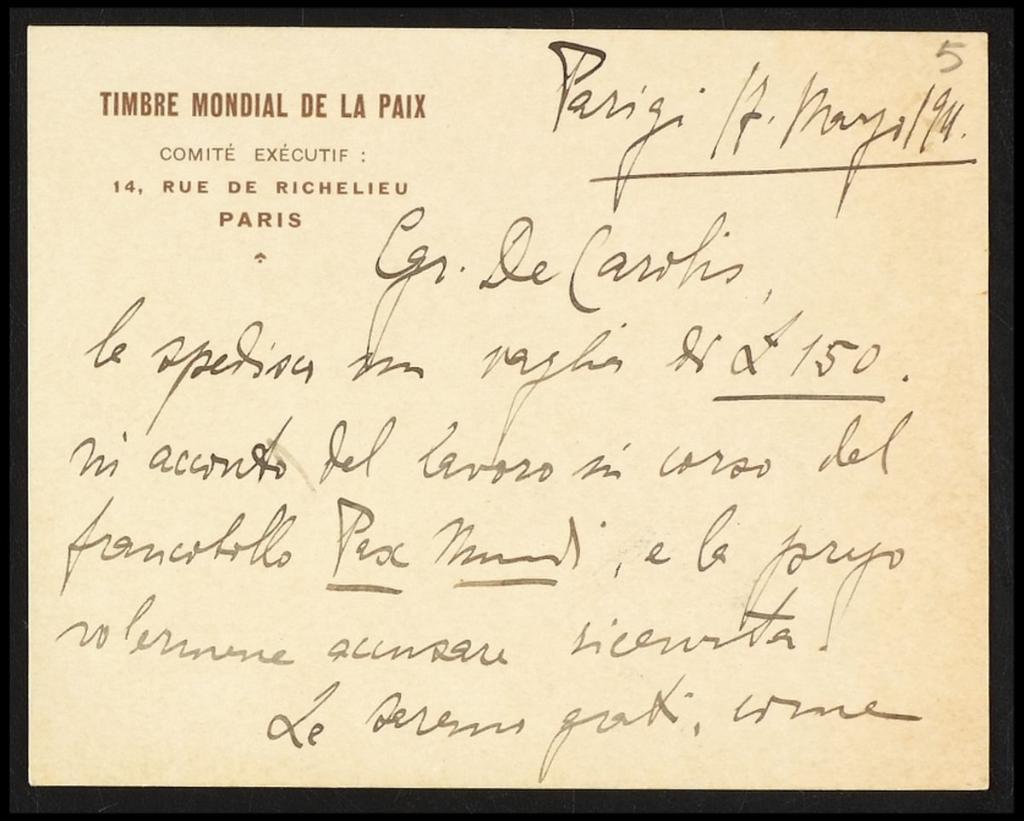 5
TIMBRE MONDIAL DE LA PAIX
COMITÉ EXÉCUTIF :
14, RUE DE RICHELIEU
PARIS
Parigi 17. Marzo 1911.
Egr. De Carolis,
le spedisco un vaglia di £ 150.
in acconto del lavoro in corso del
francobollo Pax Mundi, e la prego
volermene accusare ricevuta.
Le saremo grati, come